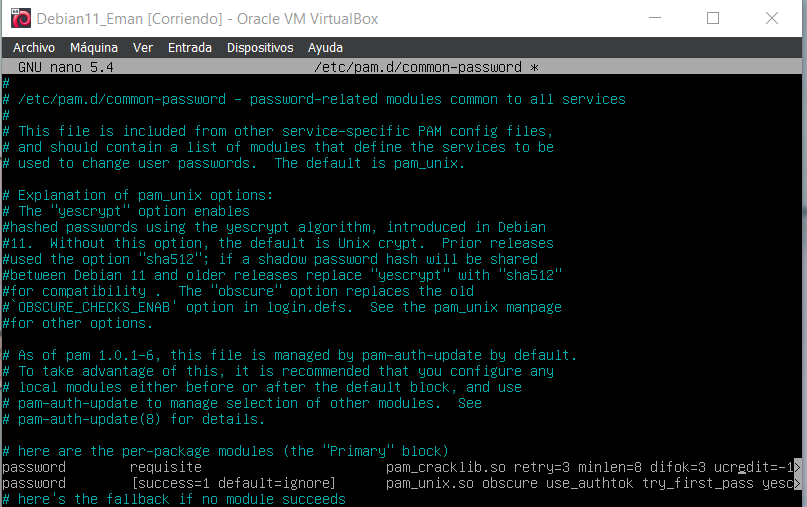 Debian11_Eman [Corriendo] - Oracle VM VirtualBox
Archivo Máquina Ver Entrada Dispositivos Ayuda
GNU nano 5.4 /etc/pam.d/common-password *
#
# /etc/pam.d/common-password - password-related modules common to all services
#
# This file is included from other service-specific PAM config files,
# and should contain a list of modules that define the services to be
# used to change user passwords.  The default is pam_unix.

# Explanation of pam_unix options:
# The "yescrypt" option enables
#hashed passwords using the yescrypt algorithm, introduced in Debian
#11.  Without this option, the default is Unix crypt.  Prior releases
#used the option "sha512"; if a shadow password hash will be shared
#between Debian 11 and older releases replace "yescrypt" with "sha512"
#for compatibility .  The "obscure" option replaces the old
#`OBSCURE_CHECKS_ENAB' option in login.defs.  See the pam_unix manpage
#for other options.

# As of pam 1.0.1-6, this file is managed by pam-auth-update by default.
# To take advantage of this, it is recommended that you configure any
# local modules either before or after the default block, and use
# pam-auth-update to manage selection of other modules.  See
# pam-auth-update(8) for details.

# here are the per-package modules (the "Primary" block)
password        requisite                       pam_cracklib.so retry=3 minlen=8 difok=3 ucredit=-1>
password        [success=1 default=ignore]      pam_unix.so obscure use_authtok try_first_pass yesc>
# here's the fallback if no module succeeds